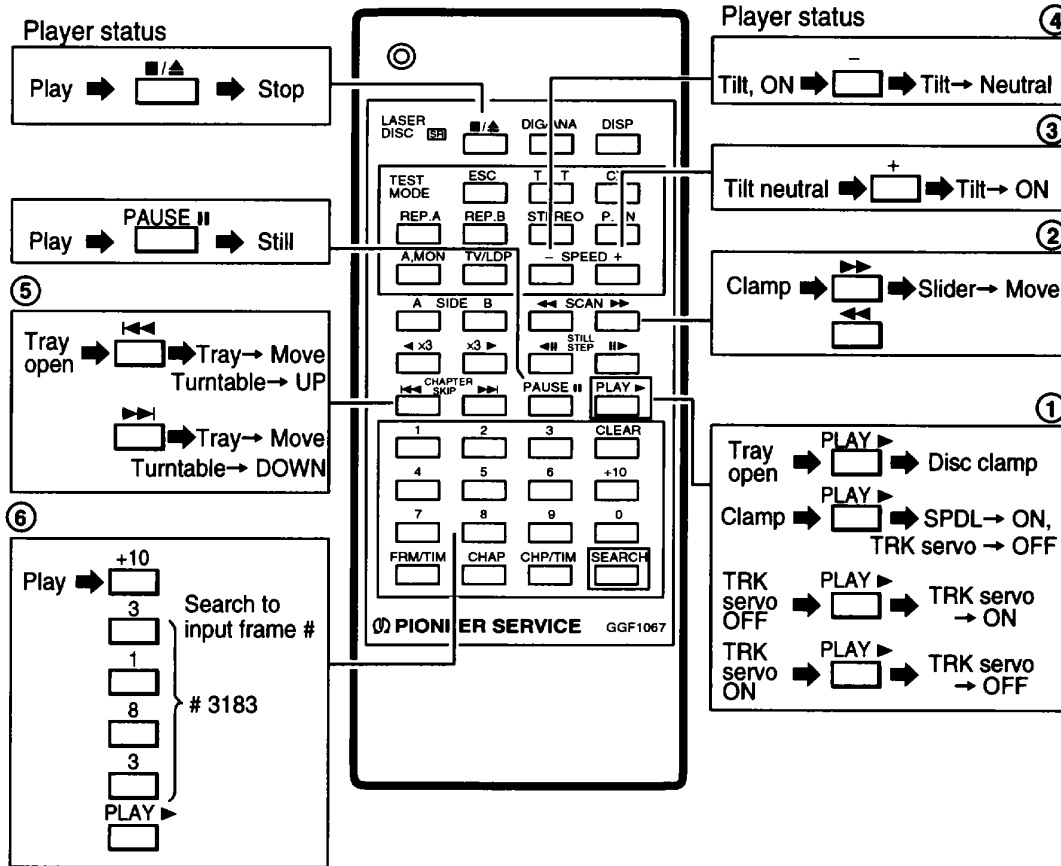 Player status
■/▲
Play ➡ ➡ Stop
PAUSE ⏸
Play ➡ ➡ Still
⑤
Tray open ➡ |◀◀ ➡ Tray→ Move
Turntable→ UP
▶▶| ➡ Tray→ Move
Turntable→ DOWN
⑥
Play ➡ +10
3
1
8
3
PLAY ▶
Search to
input frame #
# 3183
LASER
DISC SR
■/▲ DISP
TEST
MODE
ESC
REP.A REP.B
A,MON TV/LDP – SPEED +
A SIDE B ◀◀ SCAN ▶▶
◀ x3 x3 ▶ ◀⏸ STILL STEP ⏸▶
|◀◀ CHAPTER SKIP ▶▶| PAUSE ⏸ PLAY ▶
1 2 3 CLEAR
4 5 6 +10
7 8 9 0
FRM/TIM CHAP CHP/TIM SEARCH
PIONEER SERVICE GGF1067
Player status
④
–
Tilt, ON ➡ ➡ Tilt→ Neutral
③
+
Tilt neutral ➡ ➡ Tilt→ ON
②
▶▶
Clamp ➡ ➡ Slider→ Move
◀◀
①
Tray open ➡ PLAY ▶ ➡ Disc clamp
Clamp ➡ PLAY ▶ ➡ SPDL→ ON,
TRK servo → OFF
TRK servo OFF ➡ PLAY ▶ ➡ TRK servo → ON
TRK servo ON ➡ PLAY ▶ ➡ TRK servo → OFF